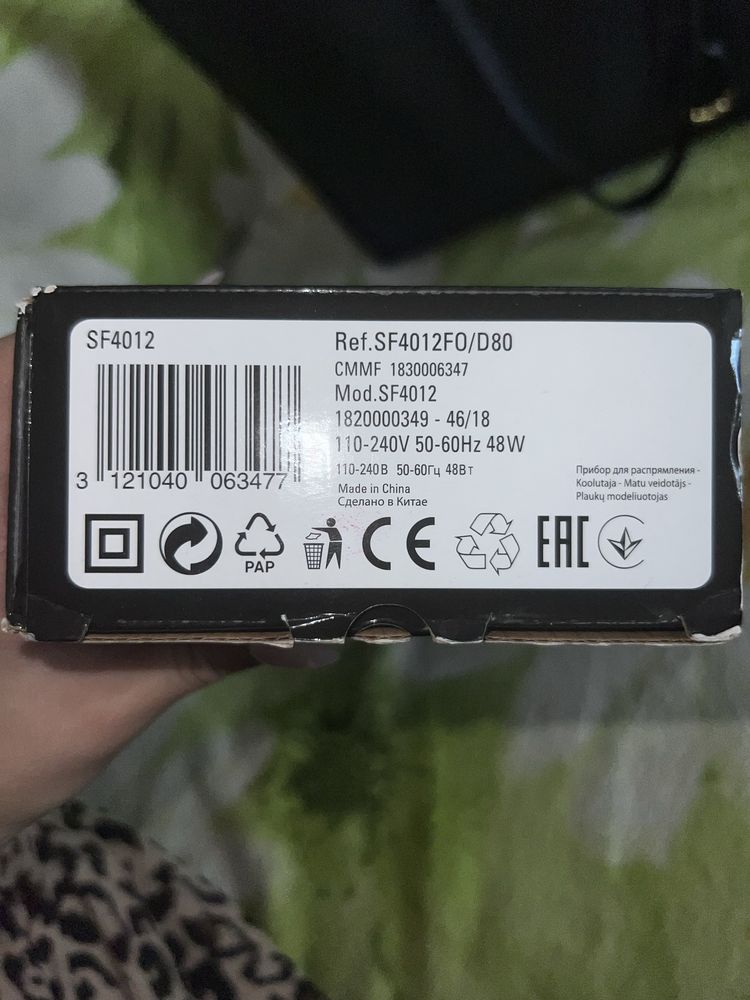 SF4012
3 121040 063477
Ref.SF4012FO/D80
CMMF 1830006347
Mod.SF4012
1820000349 - 46/18
110-240V 50-60Hz 48W
110-240В 50-60Гц 48Вт
Made in China
Сделано в Китае
Прибор для распрямления -
Koolutaja - Matu veidotājs -
Plaukų modeliuotojas
PAP
CE
EAC